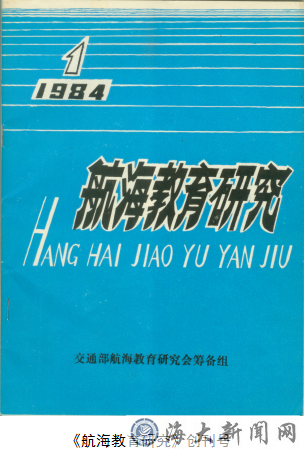 1
1984
航海教育研究
HANG HAI JIAO YU YAN JIU
交通部航海教育研究会筹备组
海大新闻网
《航海教育研究》创刊号